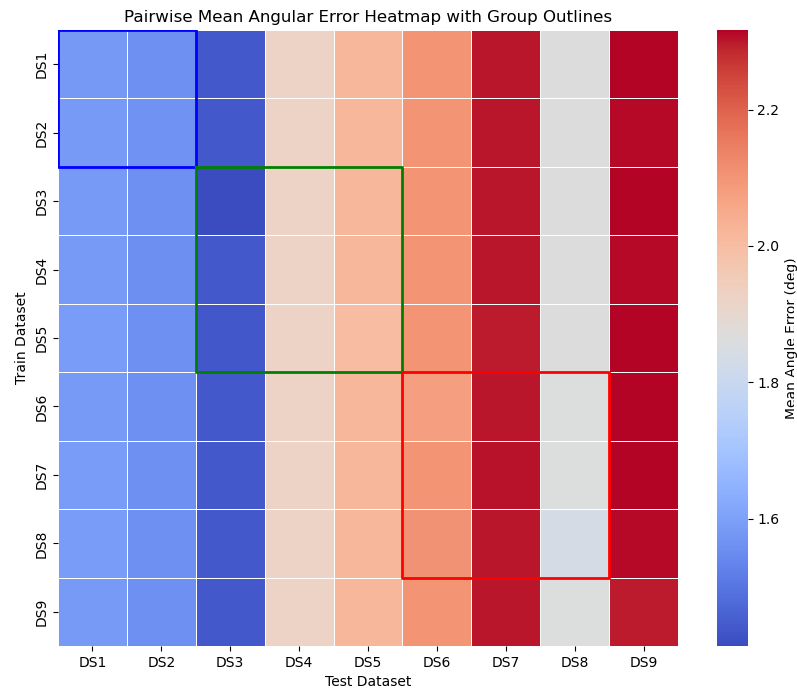 Pairwise Mean Angular Error Heatmap with Group Outlines
Train Dataset
DS1
DS2
DS3
DS4
DS5
DS6
DS7
DS8
DS9
DS1 DS2 DS3 DS4 DS5 DS6 DS7 DS8 DS9
Test Dataset
2.2
2.0
1.8
1.6
Mean Angle Error (deg)